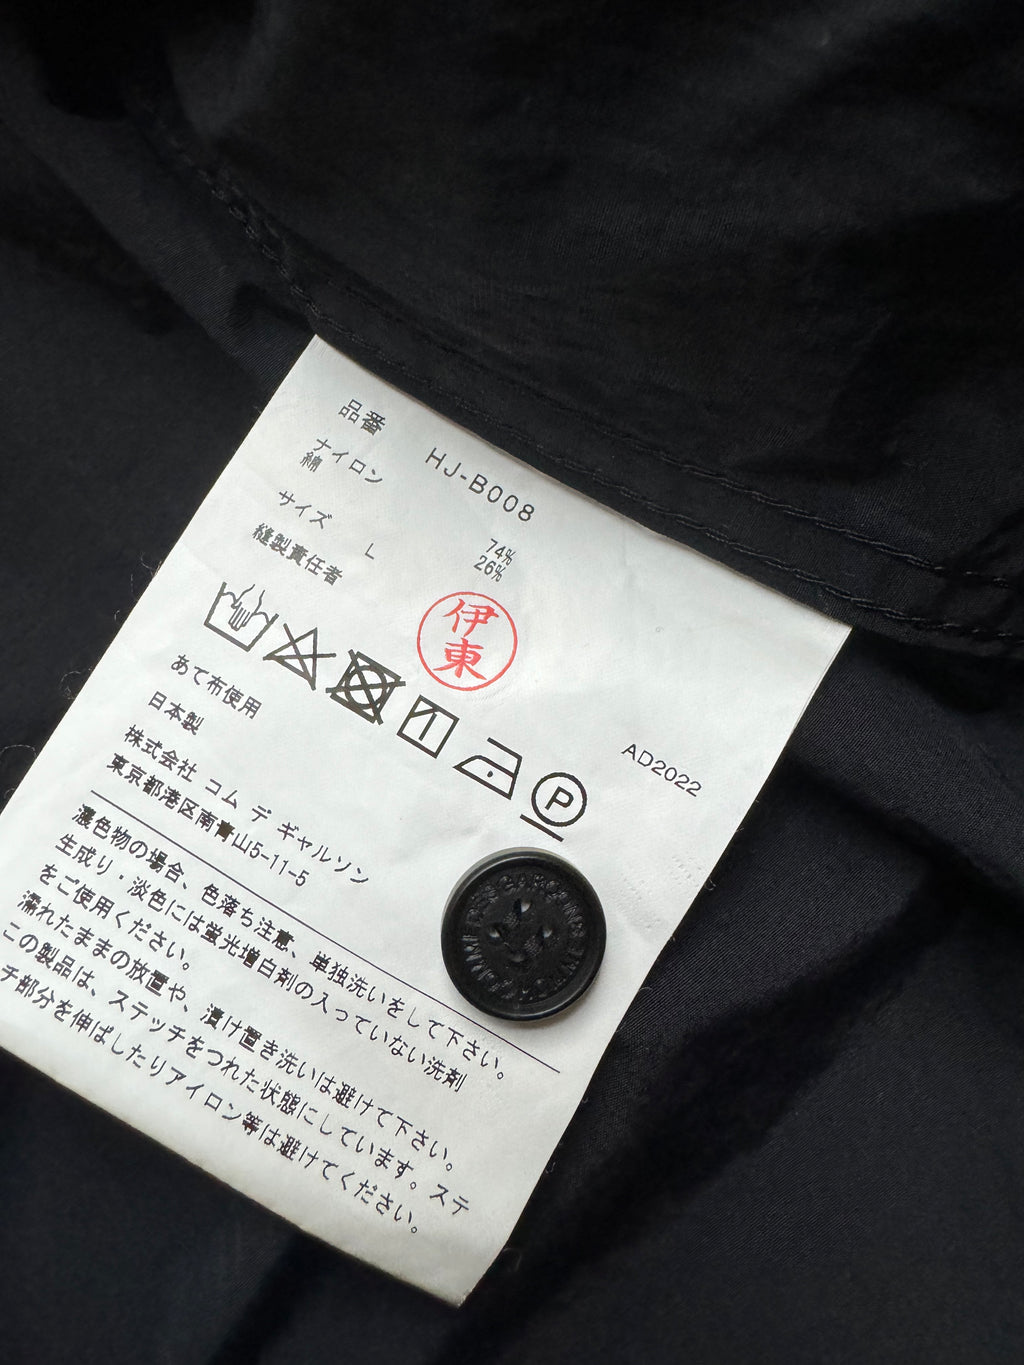 品番 HJ-B008
ナイロン 74%
綿 26%
サイズ L
縫製責任者
伊東
P
あて布使用
日本製
AD2022
株式会社 コム デ ギャルソン
東京都港区南青山5-11-5
濃色物の場合、色落ち注意、単独洗いをして下さい。
生成り・淡色には蛍光増白剤の入っていない洗剤
をご使用ください。
濡れたままの放置や、漬け置き洗いは避けて下さい。
この製品は、ステッチをつれた状態にしています。ステッ
チ部分を伸ばしたりアイロン等は避けてください。